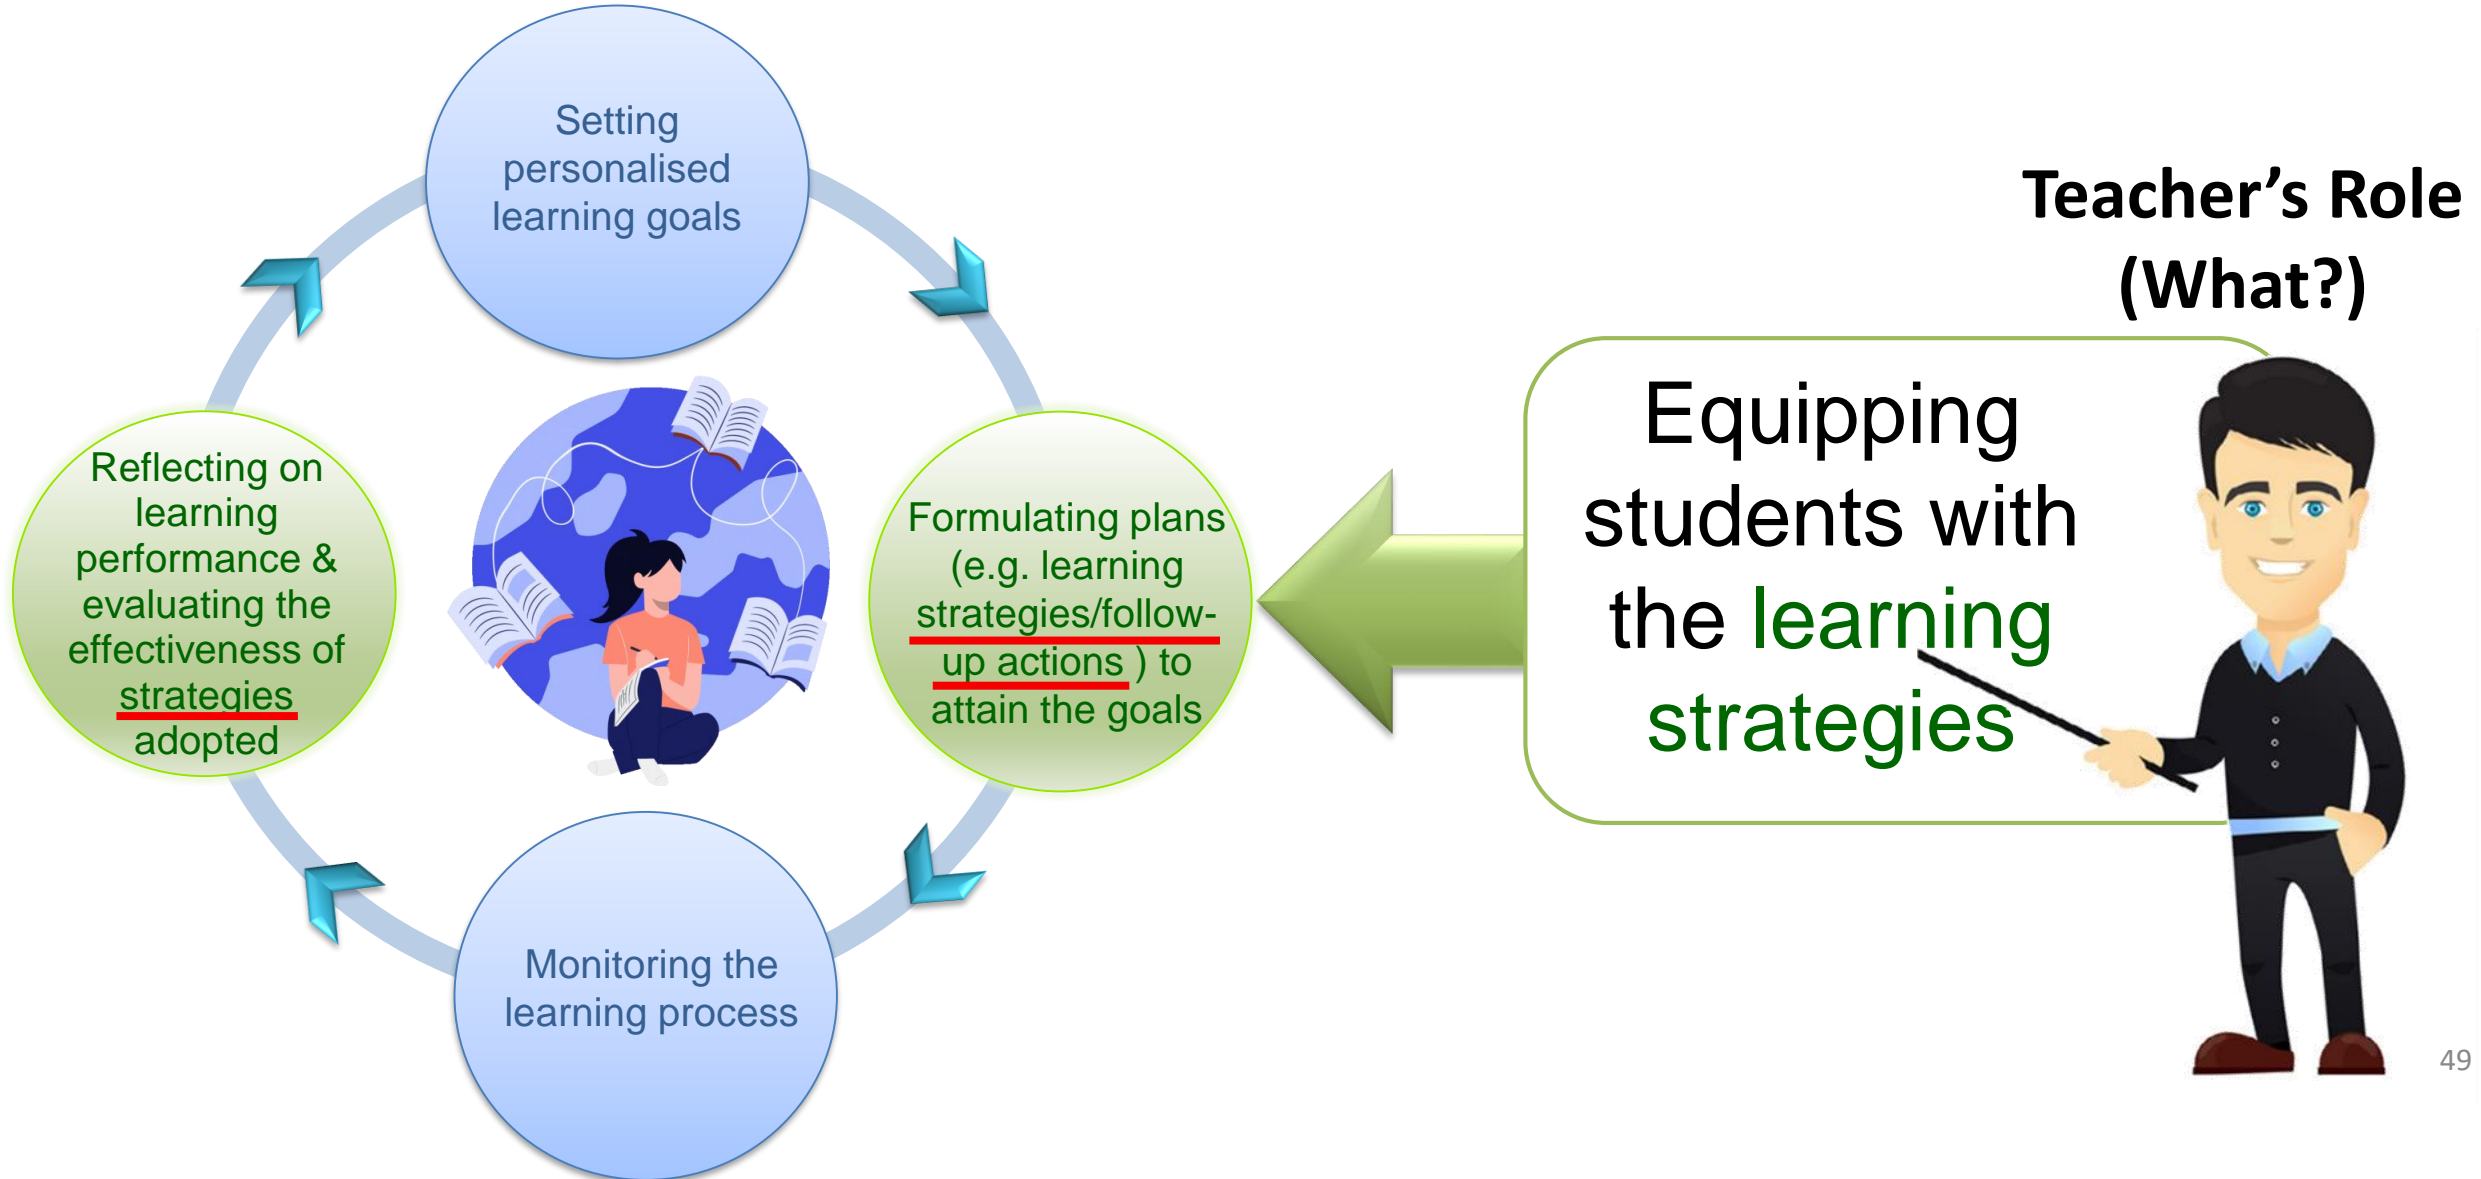 Setting
personalised
learning goals
Teacher’s Role
(What?)
Reflecting on
learning
performance &
evaluating the
effectiveness of
strategies
adopted
Formulating plans
(e.g. learning
strategies/follow-
up actions ) to
attain the goals
Equipping
students with
the learning
strategies
Monitoring the
learning process
49